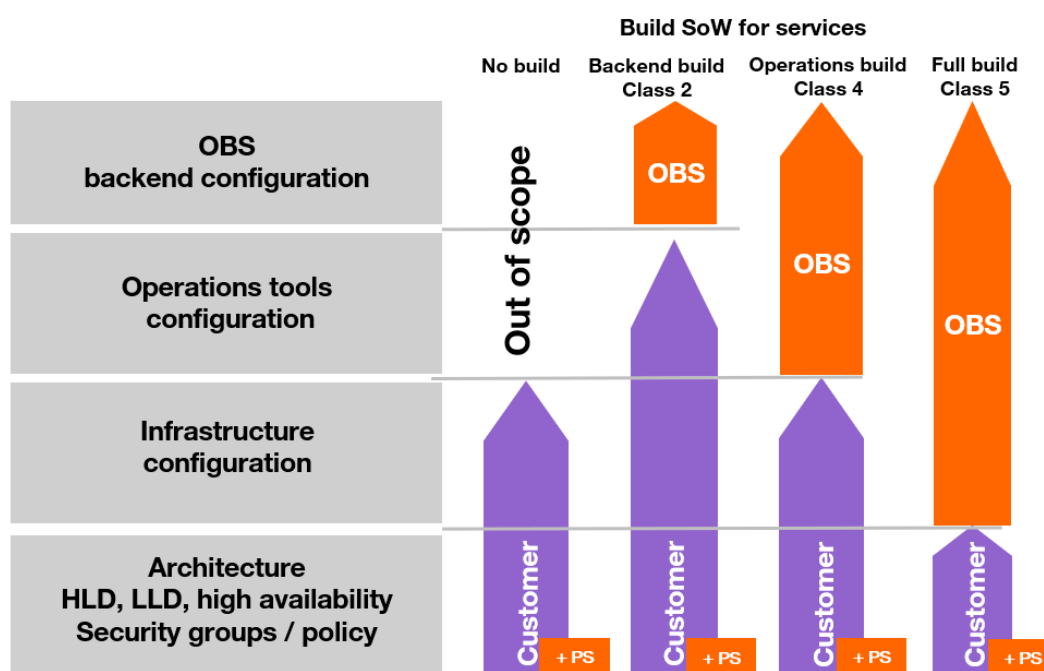 Build SoW for services
No build
Backend build
Class 2
Operations build
Class 4
Full build
Class 5
OBS
backend configuration
Out of scope
OBS
OBS
OBS
Operations tools
configuration
Infrastructure
configuration
Architecture
HLD, LLD, high availability
Security groups / policy
Customer
+ PS
Customer
+ PS
Customer
+ PS
Customer
+ PS